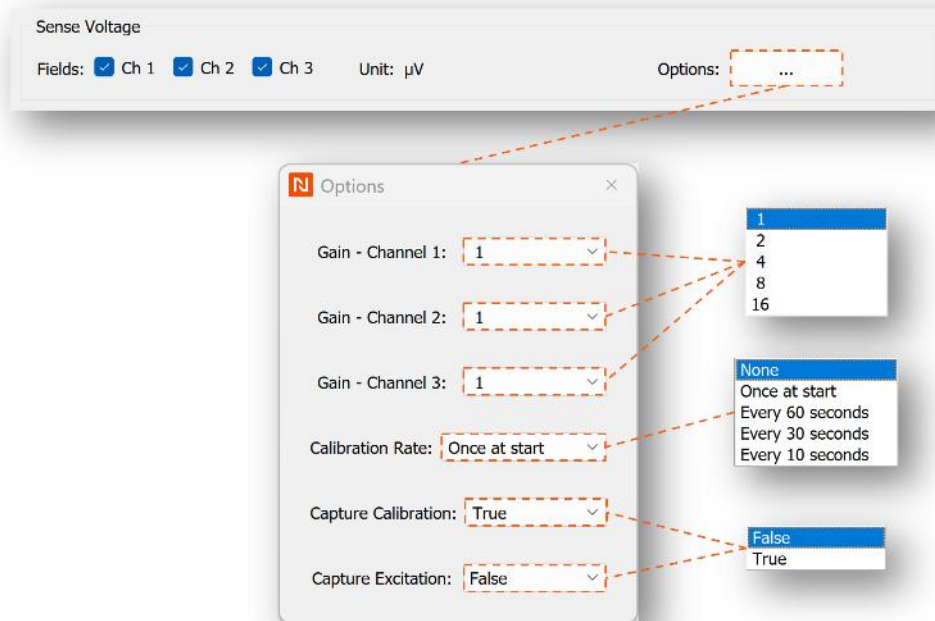 Sense Voltage
Fields: Ch 1 Ch 2 Ch 3 Unit: μV Options: ...
Options
Gain - Channel 1: 1
Gain - Channel 2: 1
Gain - Channel 3: 1
Calibration Rate: Once at start
Capture Calibration: True
Capture Excitation: False
1
2
4
8
16
None
Once at start
Every 60 seconds
Every 30 seconds
Every 10 seconds
False
True